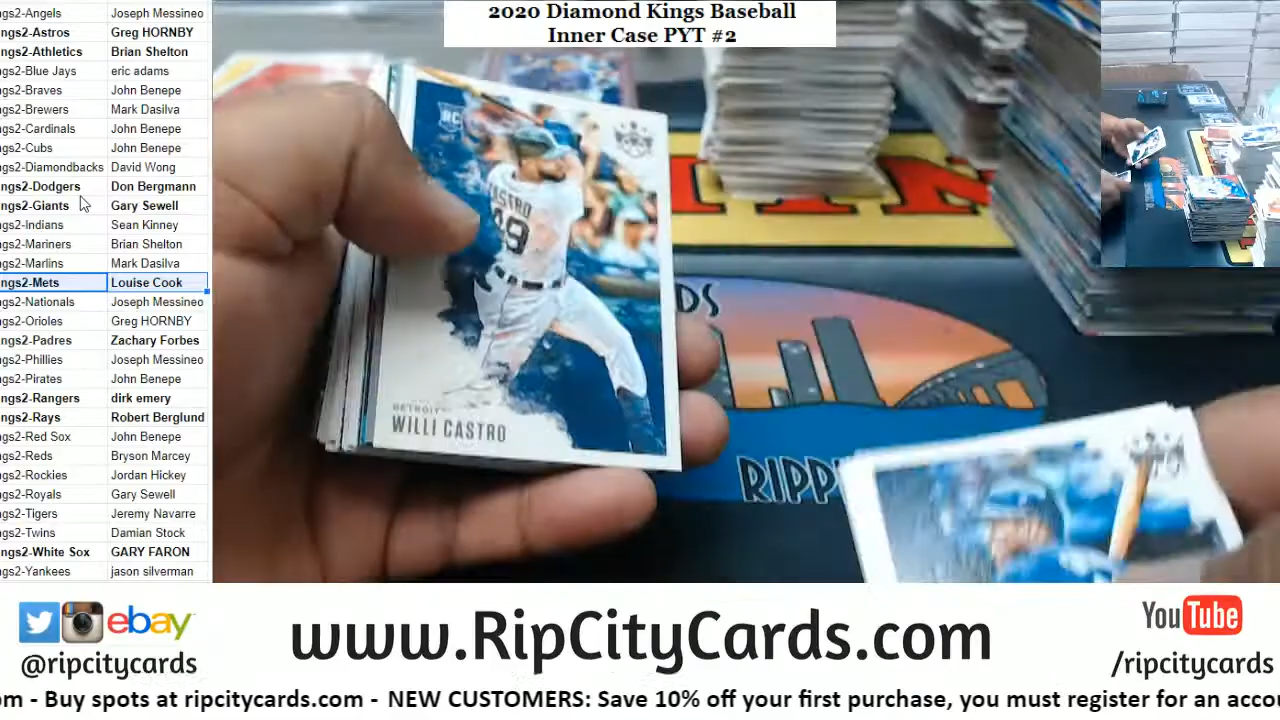 2020 Diamond Kings Baseball
Inner Case PYT #2
ngs2-Angels Joseph Messineo
ngs2-Astros Greg HORNBY
ngs2-Athletics Brian Shelton
ngs2-Blue Jays eric adams
ngs2-Braves John Benepe
ngs2-Brewers Mark Dasilva
ngs2-Cardinals John Benepe
ngs2-Cubs John Benepe
ngs2-Diamondbacks David Wong
ngs2-Dodgers Don Bergmann
ngs2-Giants Gary Sewell
ngs2-Indians Sean Kinney
ngs2-Mariners Brian Shelton
ngs2-Marlins Mark Dasilva
ngs2-Mets Louise Cook
ngs2-Nationals Joseph Messineo
ngs2-Orioles Greg HORNBY
ngs2-Padres Zachary Forbes
ngs2-Phillies Joseph Messineo
ngs2-Pirates John Benepe
ngs2-Rangers dirk emery
ngs2-Rays Robert Berglund
ngs2-Red Sox John Benepe
ngs2-Reds Bryson Marcey
ngs2-Rockies Jordan Hickey
ngs2-Royals Gary Sewell
ngs2-Tigers Jeremy Navarre
ngs2-Twins Damian Stock
ngs2-White Sox GARY FARON
ngs2-Yankees jason silverman
RC
CASTRO
49
DETROIT
WILLI CASTRO
RDS
RIPP
ebay
@ripcitycards
www.RipCityCards.com
YouTube
/ripcitycards
om - Buy spots at ripcitycards.com - NEW CUSTOMERS: Save 10% off your first purchase, you must register for an accou